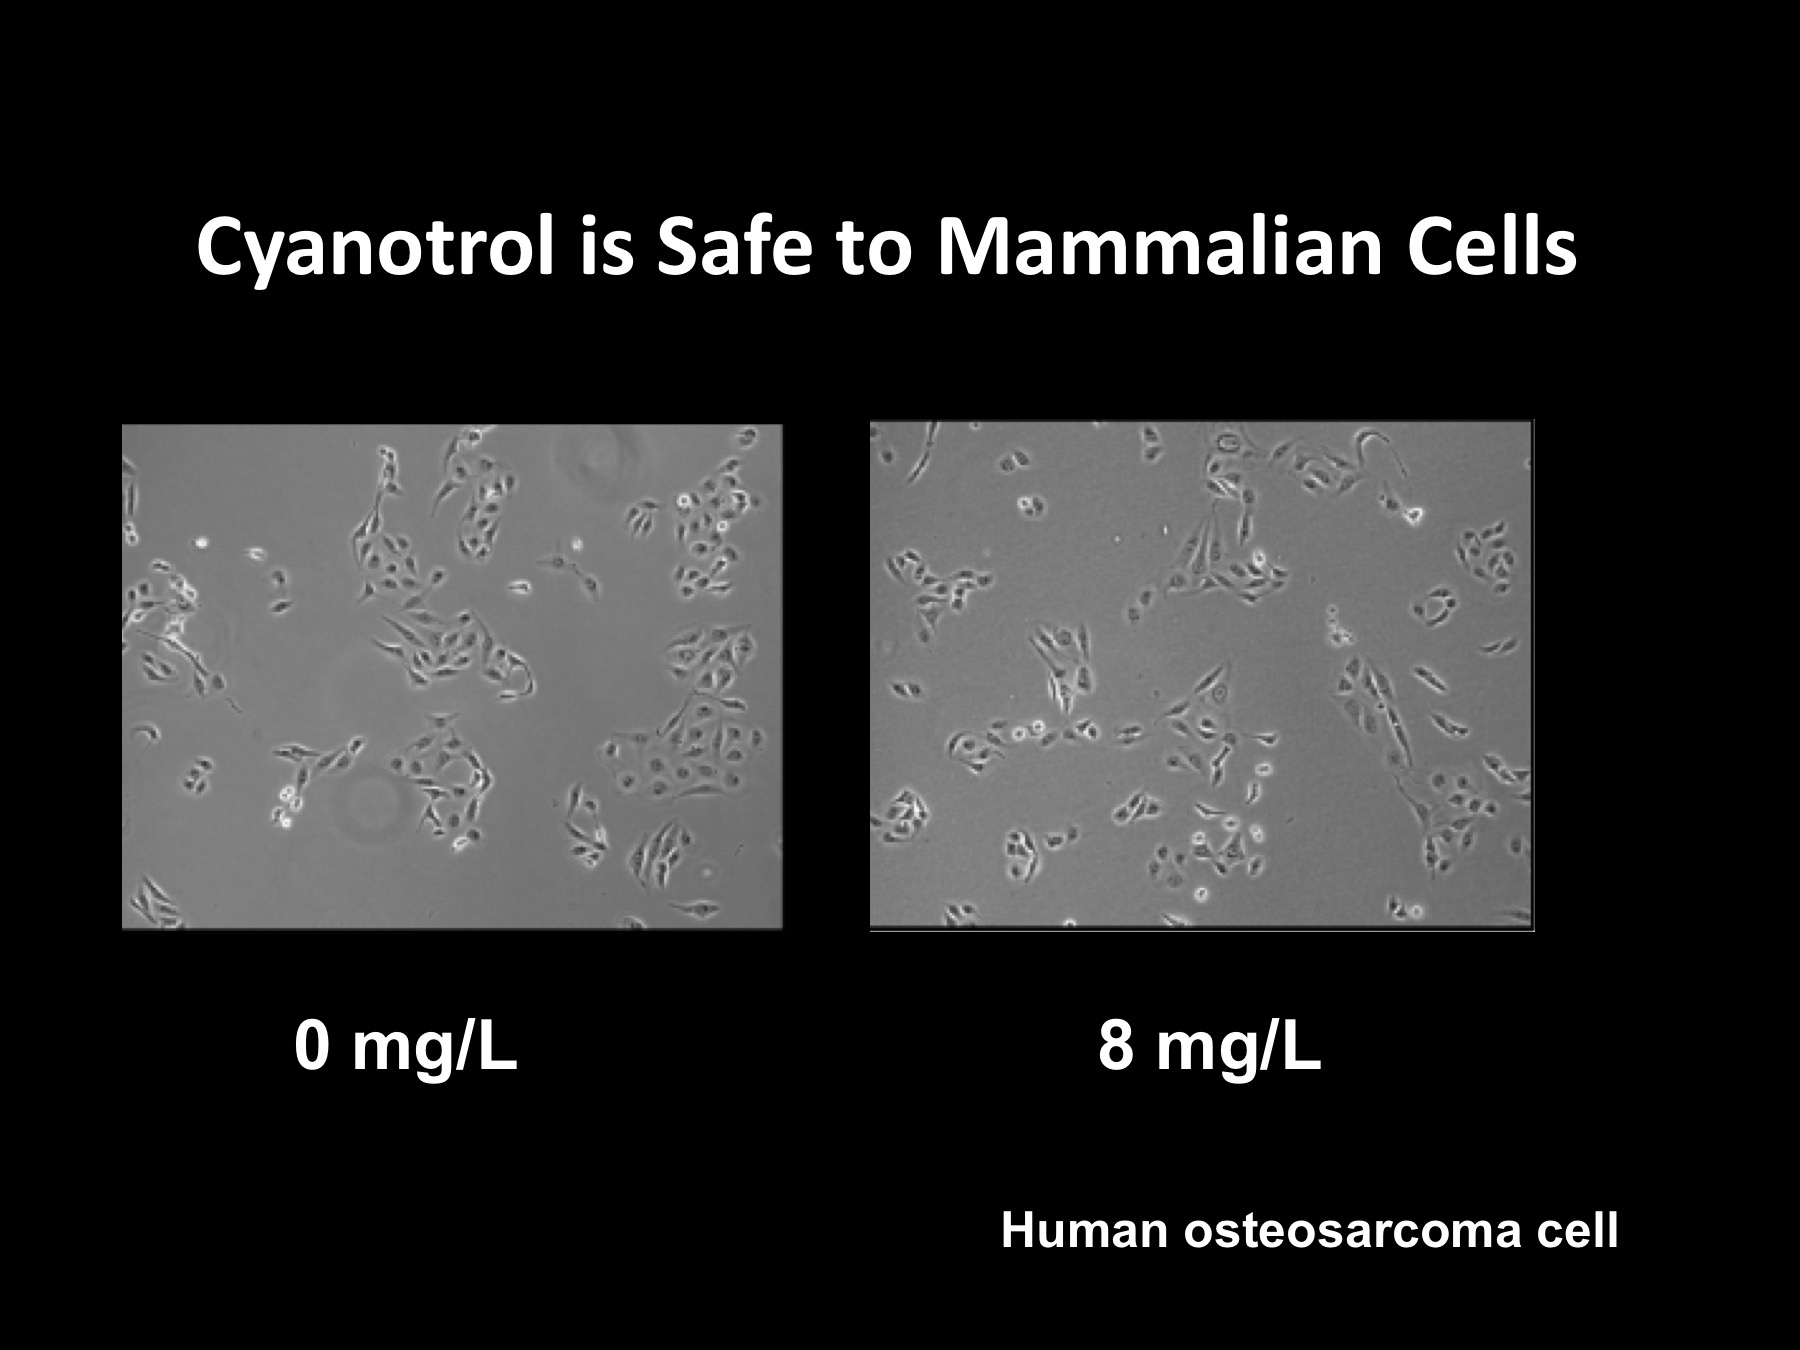 Cyanotrol is Safe to Mammalian Cells
0 mg/L
8 mg/L
Human osteosarcoma cell